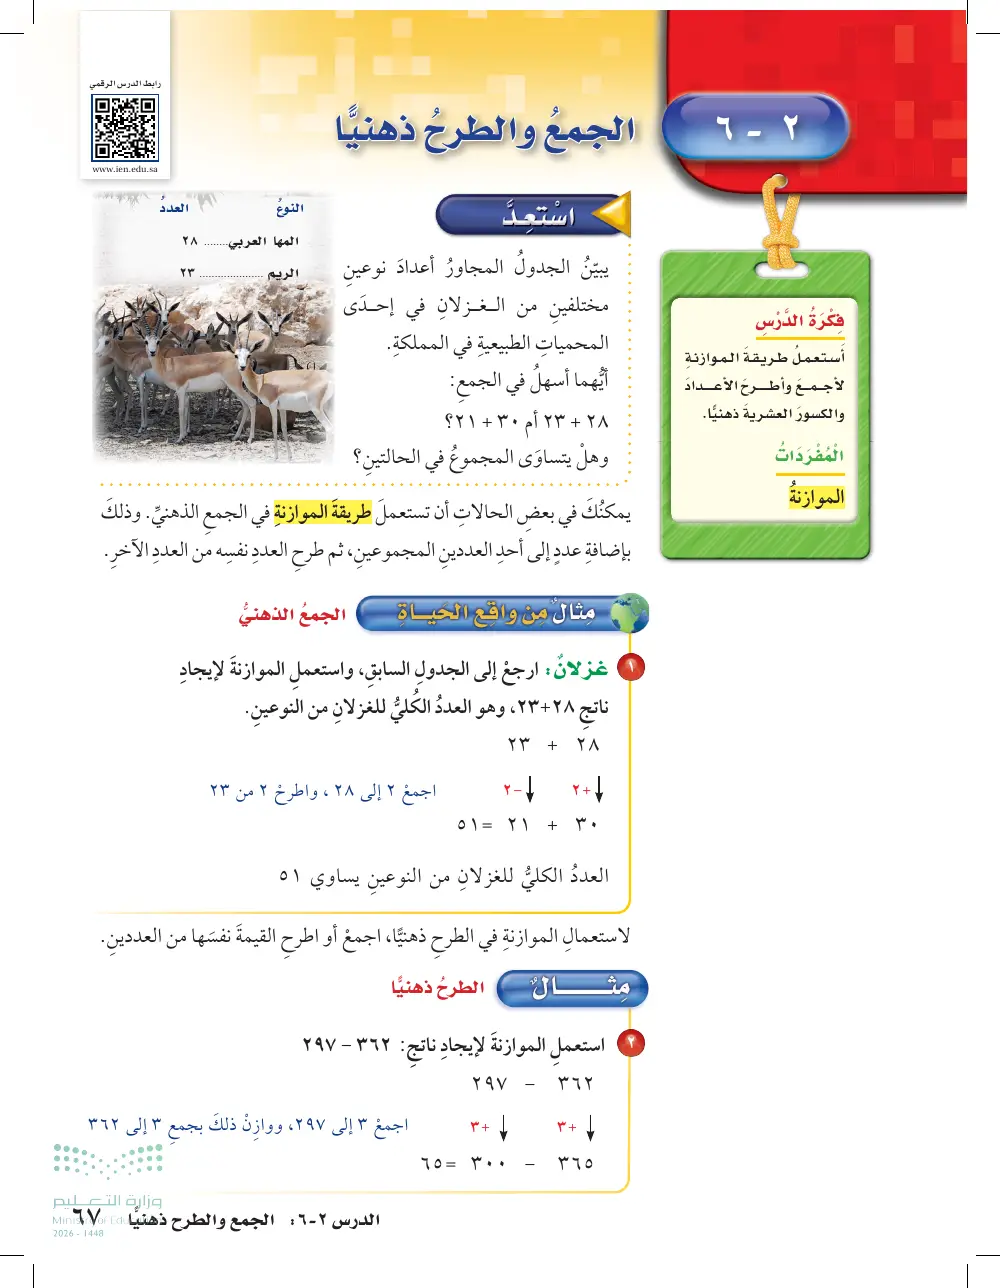 رابط الدرس الرقمي
www.ien.edu.sa
٢ - ٦
الجمعُ والطرحُ ذهنيًّا
فِكْرَةُ الدَّرْسِ
أَستعملُ طريقةَ الموازنةِ
لأجمعَ وأطرحَ الأعدادَ
والكسورَ العشريةَ ذهنيًّا.
الْمُفْرَدَاتُ
الموازنةُ
اسْتَعِدَّ
يبيّنُ الجدولُ المجاورُ أعدادَ نوعينِ
مختلفينِ من الغزلانِ في إحدَى
المحمياتِ الطبيعيةِ في المملكةِ.
أيُّهما أسهلُ في الجمعِ:
٢٨ + ٢٣ أم ٣٠ + ٢١؟
وهلْ يتساوَى المجموعُ في الحالتينِ؟
النوعُ العددُ
المها العربي........ ٢٨
الريم ..................... ٢٣
يمكنُكَ في بعضِ الحالاتِ أن تستعملَ طريقةَ الموازنةِ في الجمعِ الذهنيِّ. وذلكَ
بإضافةِ عددٍ إلى أحدِ العددينِ المجموعينِ، ثم طرحِ العددِ نفسِه من العددِ الآخرِ.
مِثالٌ مِن واقِعِ الحَياةِ الجمعُ الذهنيُّ
١ غزلانٌ: ارجعْ إلى الجدولِ السابقِ، واستعملِ الموازنةَ لإيجادِ
ناتجِ ٢٨+٢٣، وهو العددُ الكُليُّ للغزلانِ من النوعينِ.
٢٨ + ٢٣
+٢ -٢ اجمعْ ٢ إلى ٢٨ ، واطرحْ ٢ من ٢٣
٣٠ + ٢١ = ٥١
العددُ الكليُّ للغزلانِ من النوعينِ يساوي ٥١
لاستعمالِ الموازنةِ في الطرحِ ذهنيًّا، اجمعْ أو اطرحِ القيمةَ نفسَها من العددينِ.
مِثالٌ الطرحُ ذهنيًّا
٢ استعملِ الموازنةَ لإيجادِ ناتجِ: ٣٦٢ - ٢٩٧
٣٦٢ - ٢٩٧
+٣ +٣ اجمعْ ٣ إلى ٢٩٧، ووازِنْ ذلكَ بجمعِ ٣ إلى ٣٦٢
٣٦٥ - ٣٠٠ = ٦٥
الدرس ٢-٦: الجمع والطرح ذهنيًّا ٦٧
وزارة التعليم
Ministry of Education
2026 - 1448